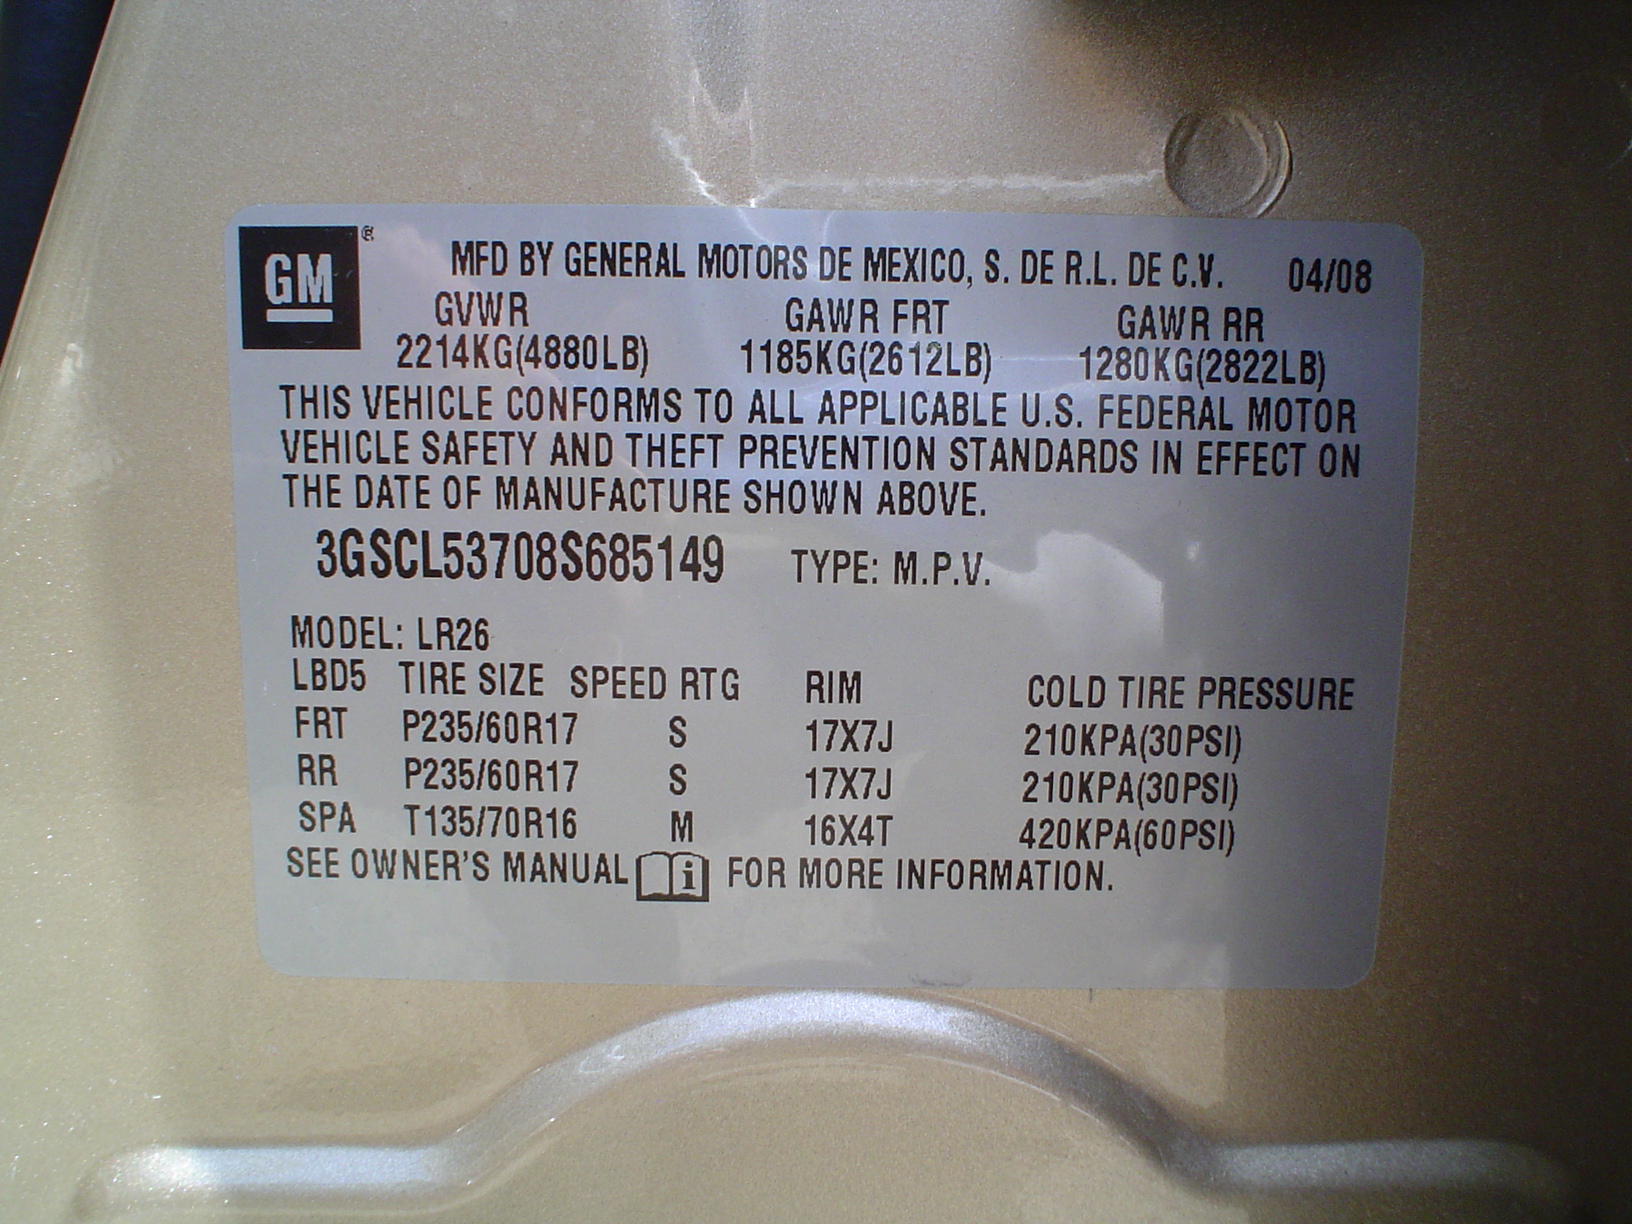 GM ®
MFD BY GENERAL MOTORS DE MEXICO, S. DE R.L. DE C.V. 04/08
GVWR GAWR FRT GAWR RR
2214KG(4880LB) 1185KG(2612LB) 1280KG(2822LB)
THIS VEHICLE CONFORMS TO ALL APPLICABLE U.S. FEDERAL MOTOR
VEHICLE SAFETY AND THEFT PREVENTION STANDARDS IN EFFECT ON
THE DATE OF MANUFACTURE SHOWN ABOVE.
3GSCL53708S685149 TYPE: M.P.V.
MODEL: LR26
LBD5 TIRE SIZE SPEED RTG RIM COLD TIRE PRESSURE
FRT P235/60R17 S 17X7J 210KPA(30PSI)
RR P235/60R17 S 17X7J 210KPA(30PSI)
SPA T135/70R16 M 16X4T 420KPA(60PSI)
SEE OWNER'S MANUAL i FOR MORE INFORMATION.